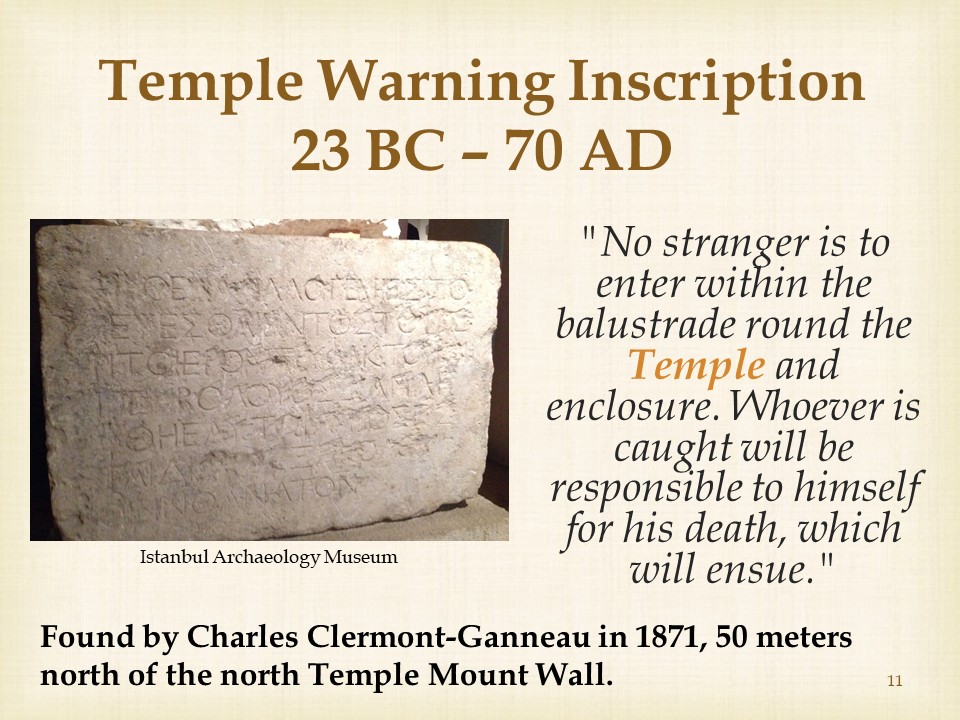 Temple Warning Inscription
23 BC – 70 AD
Istanbul Archaeology Museum
"No stranger is to
enter within the
balustrade round the
Temple and
enclosure. Whoever is
caught will be
responsible to himself
for his death, which
will ensue."
Found by Charles Clermont-Ganneau in 1871, 50 meters
north of the north Temple Mount Wall.
11